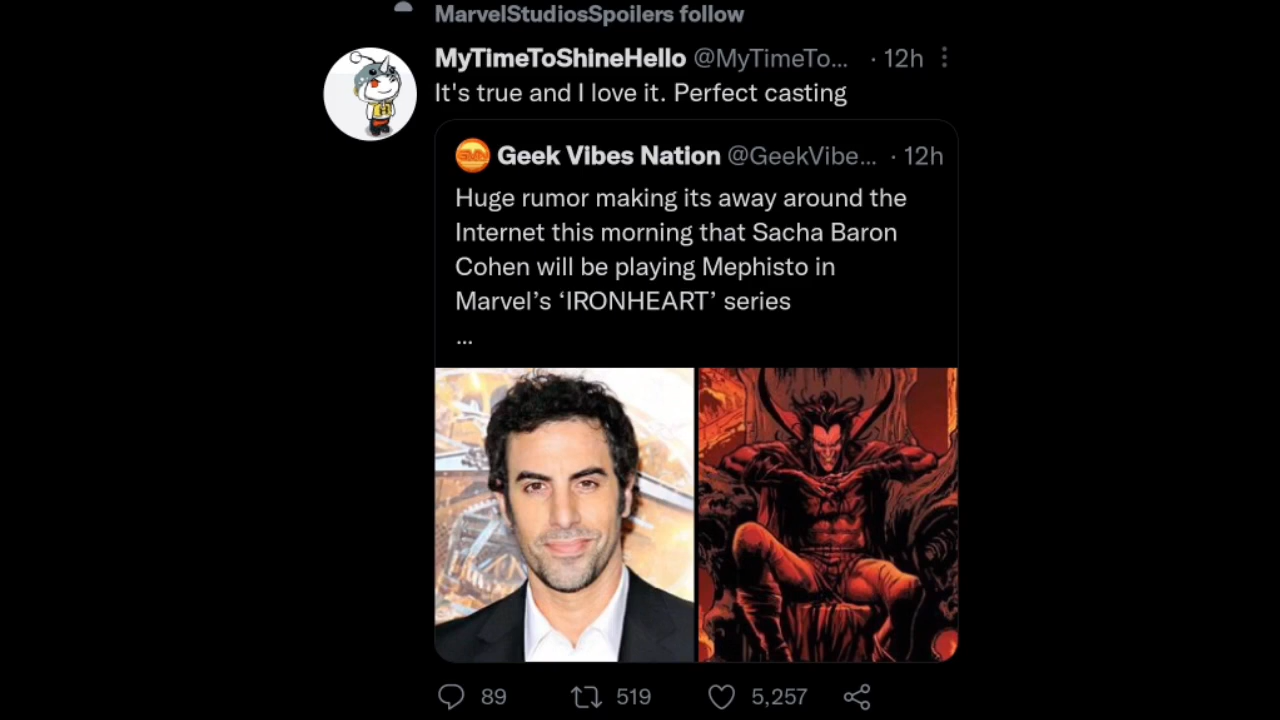 MarvelStudiosSpoilers follow
MyTimeToShineHello @MyTimeTo... · 12h
It's true and I love it. Perfect casting
Geek Vibes Nation @GeekVibe... · 12h
Huge rumor making its away around the
Internet this morning that Sacha Baron
Cohen will be playing Mephisto in
Marvel’s ‘IRONHEART’ series
...
89 519 5,257